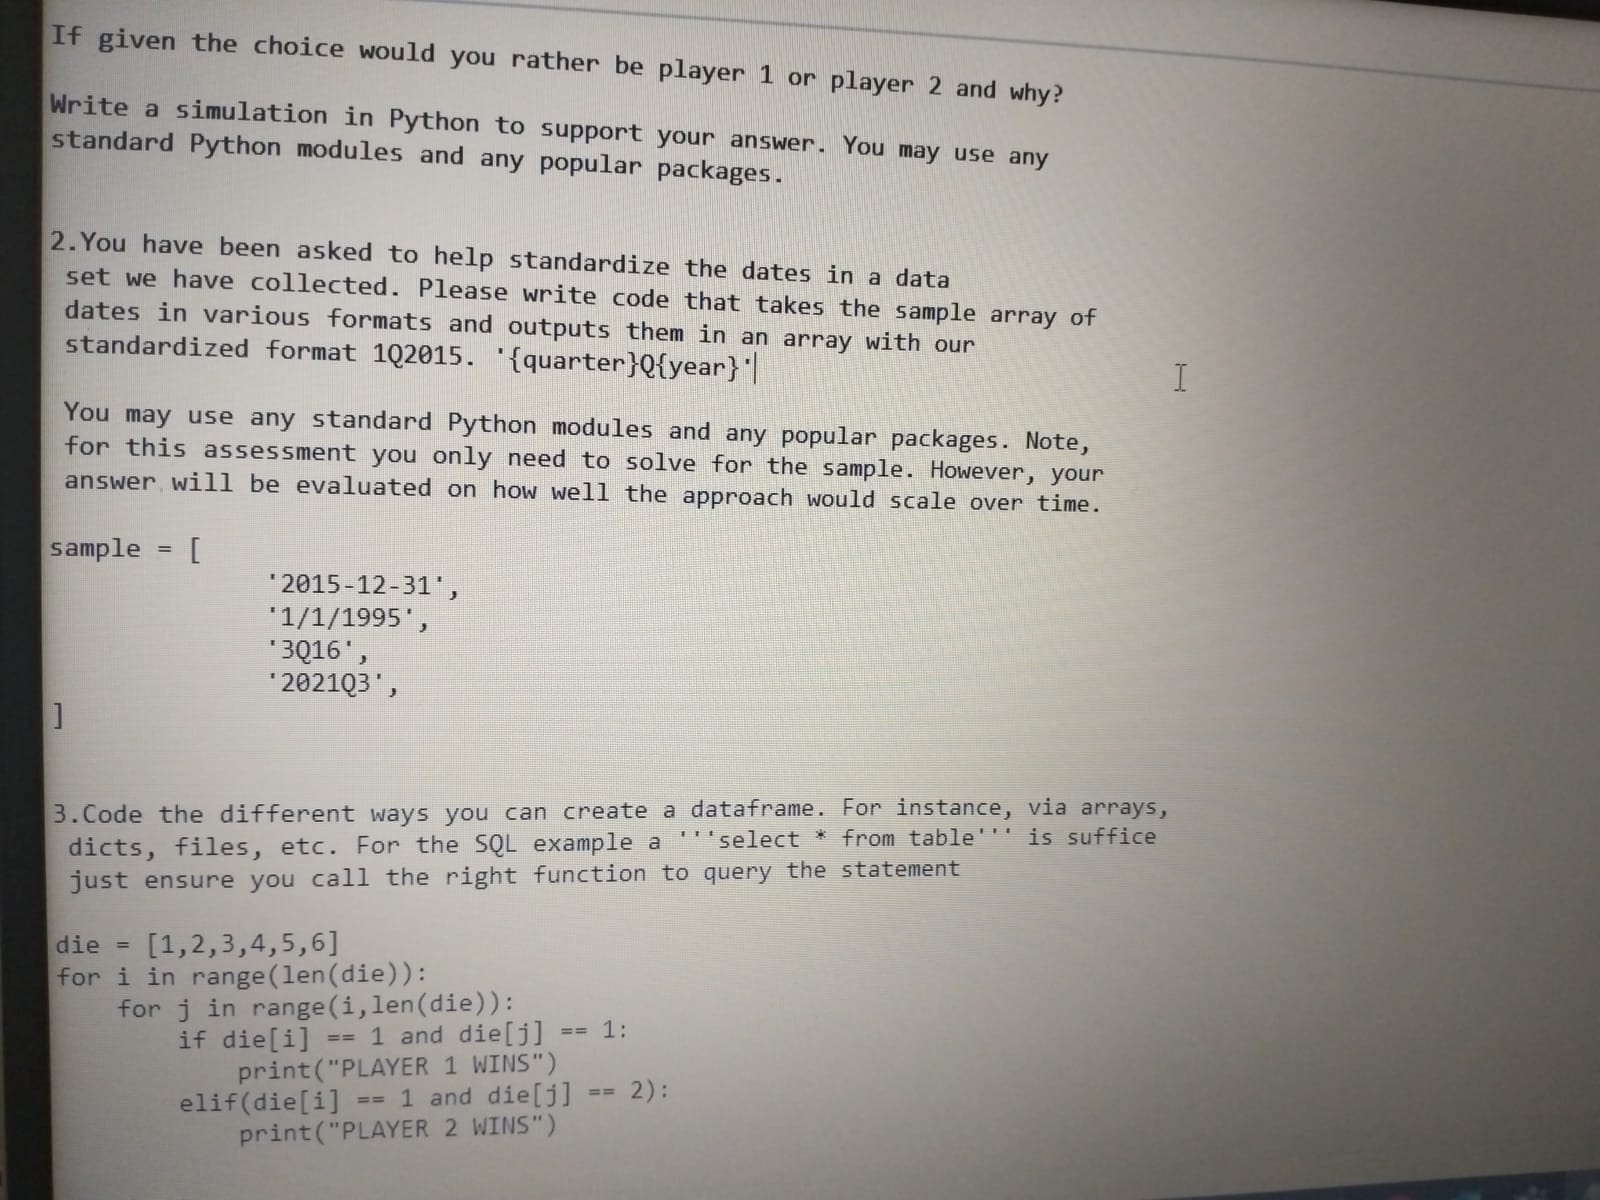 If given the choice would you rather be player 1 or player 2 and why?
Write a simulation in Python to support your answer. You may use any
standard Python modules and any popular packages.
2.You have been asked to help standardize the dates in a data
set we have collected. Please write code that takes the sample array of
dates in various formats and outputs them in an array with our
standardized format 1Q2015. '{quarter}Q{year}'
You may use any standard Python modules and any popular packages. Note,
for this assessment you only need to solve for the sample. However, your
answer will be evaluated on how well the approach would scale over time.
sample = [
'2015-12-31',
'1/1/1995',
'3Q16',
'2021Q3',
]
3.Code the different ways you can create a dataframe. For instance, via arrays,
dicts, files, etc. For the SQL example a '''select * from table''' is suffice
just ensure you call the right function to query the statement
die = [1,2,3,4,5,6]
for i in range(len(die)):
for j in range(i,len(die)):
if die[i] == 1 and die[j] == 1:
print("PLAYER 1 WINS")
elif(die[i] == 1 and die[j] == 2):
print("PLAYER 2 WINS")